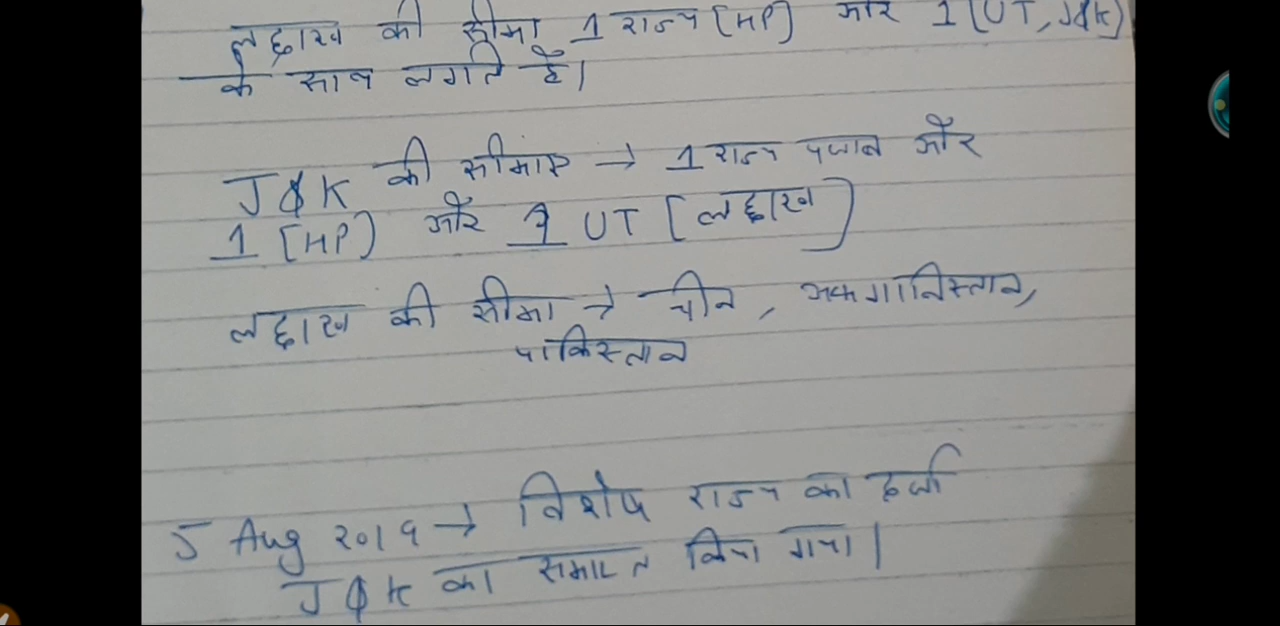 लद्दाख की सीमा 1 राज्य [HP] और 1 [UT, J&K]
के साथ लगती है।
J&K की सीमाएं → 1 राज्य पंजाब और
1 [HP] और 1 UT [लद्दाख]
लद्दाख की सीमा → चीन, अफगानिस्तान,
पाकिस्तान
5 Aug 2019 → विशेष राज्य का दर्जा
J&K का समाप्त किया गया।